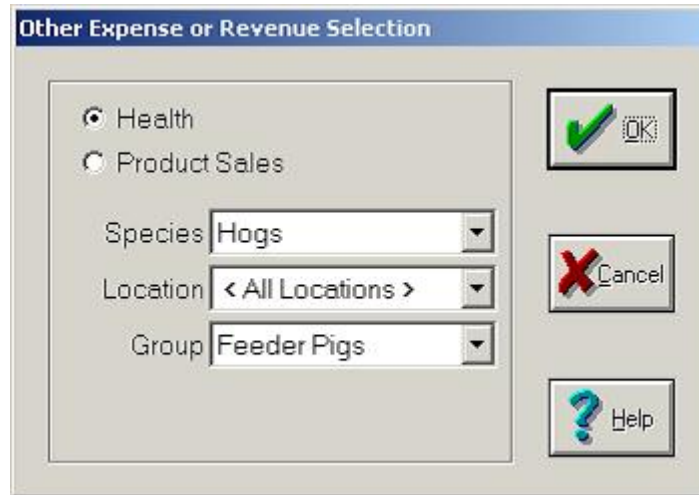 Other Expense or Revenue Selection
Health
Product Sales
Species Hogs
Location < All Locations >
Group Feeder Pigs
OK
Cancel
Help